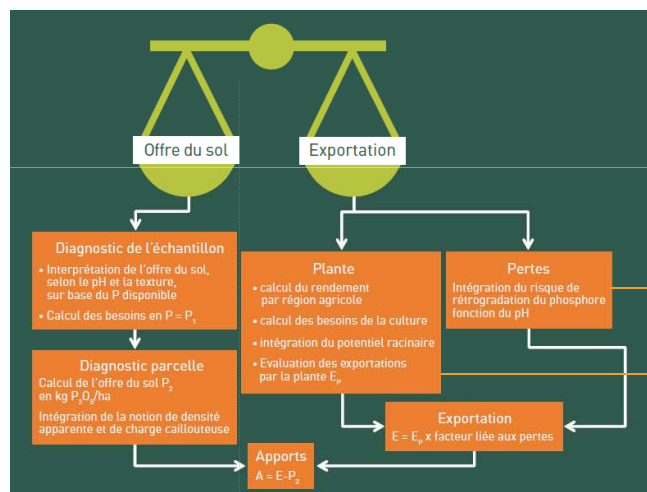 Offre du sol
Exportation
Diagnostic de l'échantillon
• Interprétation de l'offre du sol,
selon le pH et la texture,
sur base du P disponible
• Calcul des besoins en P = P₁
Diagnostic parcelle
Calcul de l'offre du sol P₂
en kg P₂O₅/ha
Intégration de la notion de densité
apparente et de charge caillouteuse
Plante
• calcul du rendement
par région agricole
• calcul des besoins de la culture
• intégration du potentiel racinaire
• Evaluation des exportations
par la plante Eₚ
Pertes
Intégration du risque de
rétrogradation du phosphore
fonction du pH
Exportation
E = Eₚ x facteur liée aux pertes
Apports
A = E-P₂